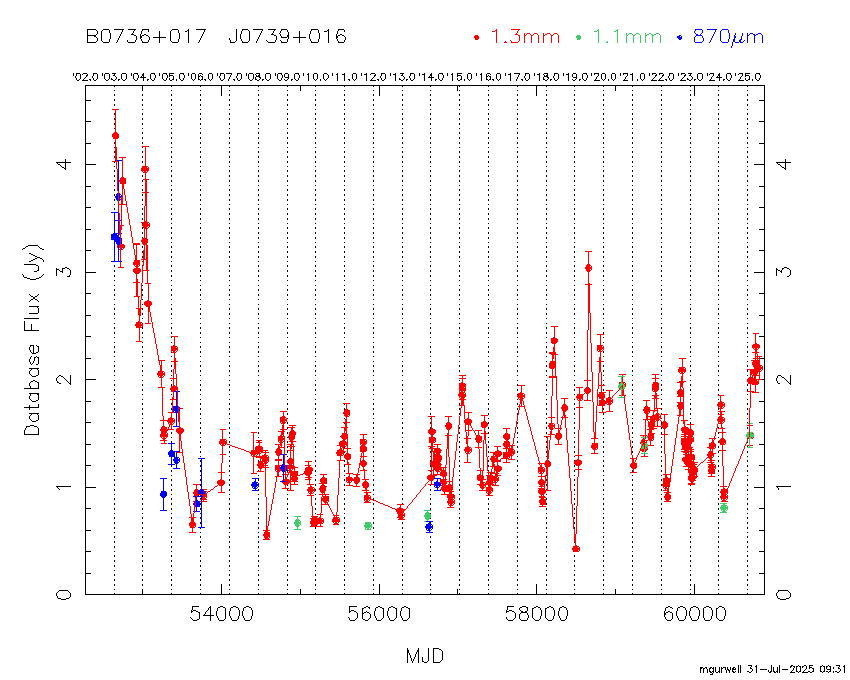 B0736+017 J0739+016 1.3mm 1.1mm 870μm
'02.0 '03.0 '04.0 '05.0 '06.0 '07.0 '08.0 '09.0 '10.0 '11.0 '12.0 '13.0 '14.0 '15.0 '16.0 '17.0 '18.0 '19.0 '20.0 '21.0 '22.0 '23.0 '24.0 '25.0
4 4
3 3
Database Flux (Jy)
2 2
1 1
0 0
54000 56000 58000 60000
MJD
mgurwell 31-Jul-2025 09:31